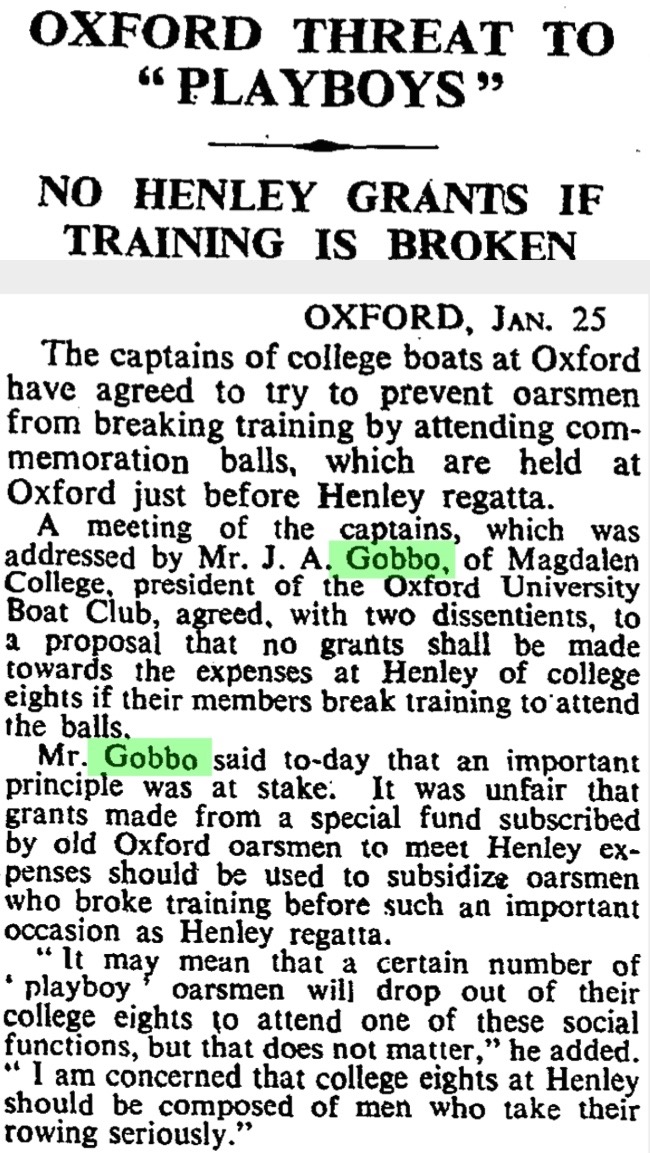 OXFORD THREAT TO
“PLAYBOYS”
NO HENLEY GRANTS IF
TRAINING IS BROKEN
OXFORD, JAN. 25
The captains of college boats at Oxford
have agreed to try to prevent oarsmen
from breaking training by attending com-
memoration balls, which are held at
Oxford just before Henley regatta.
A meeting of the captains, which was
addressed by Mr. J. A. Gobbo, of Magdalen
College, president of the Oxford University
Boat Club, agreed, with two dissentients, to
a proposal that no grants shall be made
towards the expenses at Henley of college
eights if their members break training to attend
the balls.
Mr. Gobbo said to-day that an important
principle was at stake. It was unfair that
grants made from a special fund subscribed
by old Oxford oarsmen to meet Henley ex-
penses should be used to subsidize oarsmen
who broke training before such an important
occasion as Henley regatta.
“ It may mean that a certain number of
‘ playboy ’ oarsmen will drop out of their
college eights to attend one of these social
functions, but that does not matter,” he added.
“ I am concerned that college eights at Henley
should be composed of men who take their
rowing seriously.”